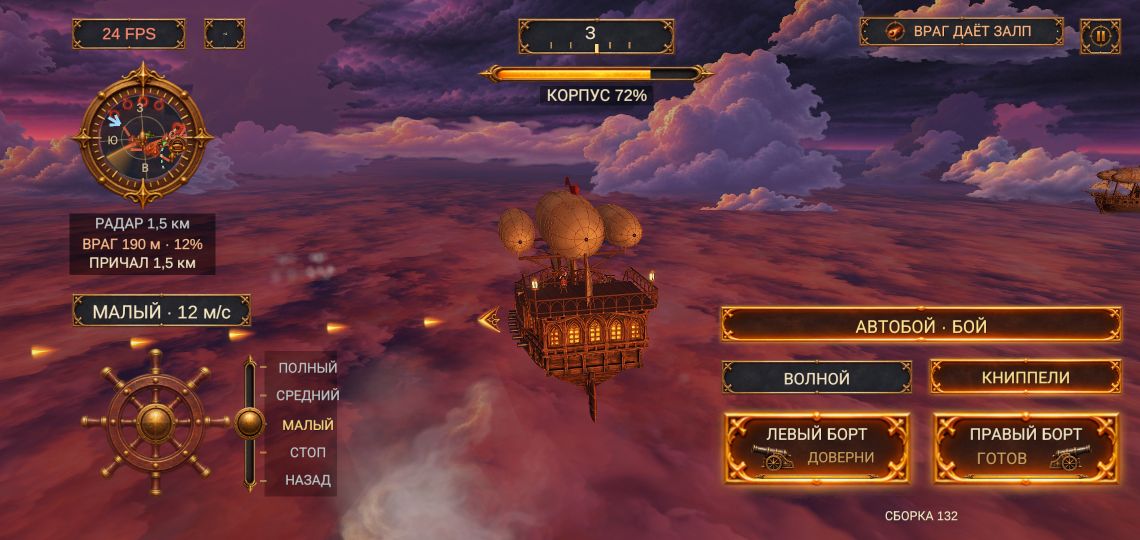 24 FPS
З
ВРАГ ДАЁТ ЗАЛП
КОРПУС 72%
З
Ю
В
РАДАР 1,5 км
ВРАГ 190 м · 12%
ПРИЧАЛ 1,5 км
МАЛЫЙ · 12 м/с
ПОЛНЫЙ
СРЕДНИЙ
МАЛЫЙ
СТОП
НАЗАД
АВТОБОЙ · БОЙ
ВОЛНОЙ
КНИППЕЛИ
ЛЕВЫЙ БОРТ
ДОВЕРНИ
ПРАВЫЙ БОРТ
ГОТОВ
СБОРКА 132